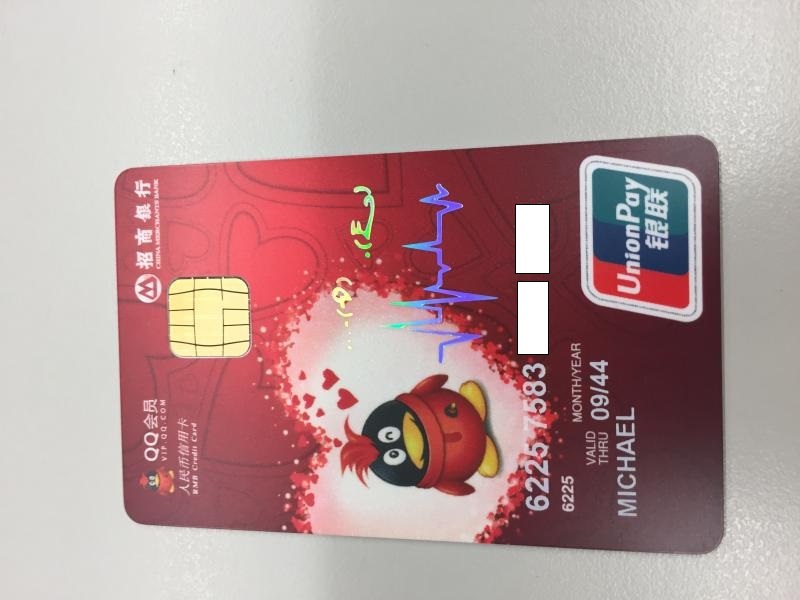 招商银行
CHINA MERCHANTS BANK
QQ会员
VIP.QQ.COM
人民币信用卡
RMB Credit Card
6225 7583
6225
MONTH/YEAR
VALID THRU 09/44
MICHAEL
UnionPay
银联